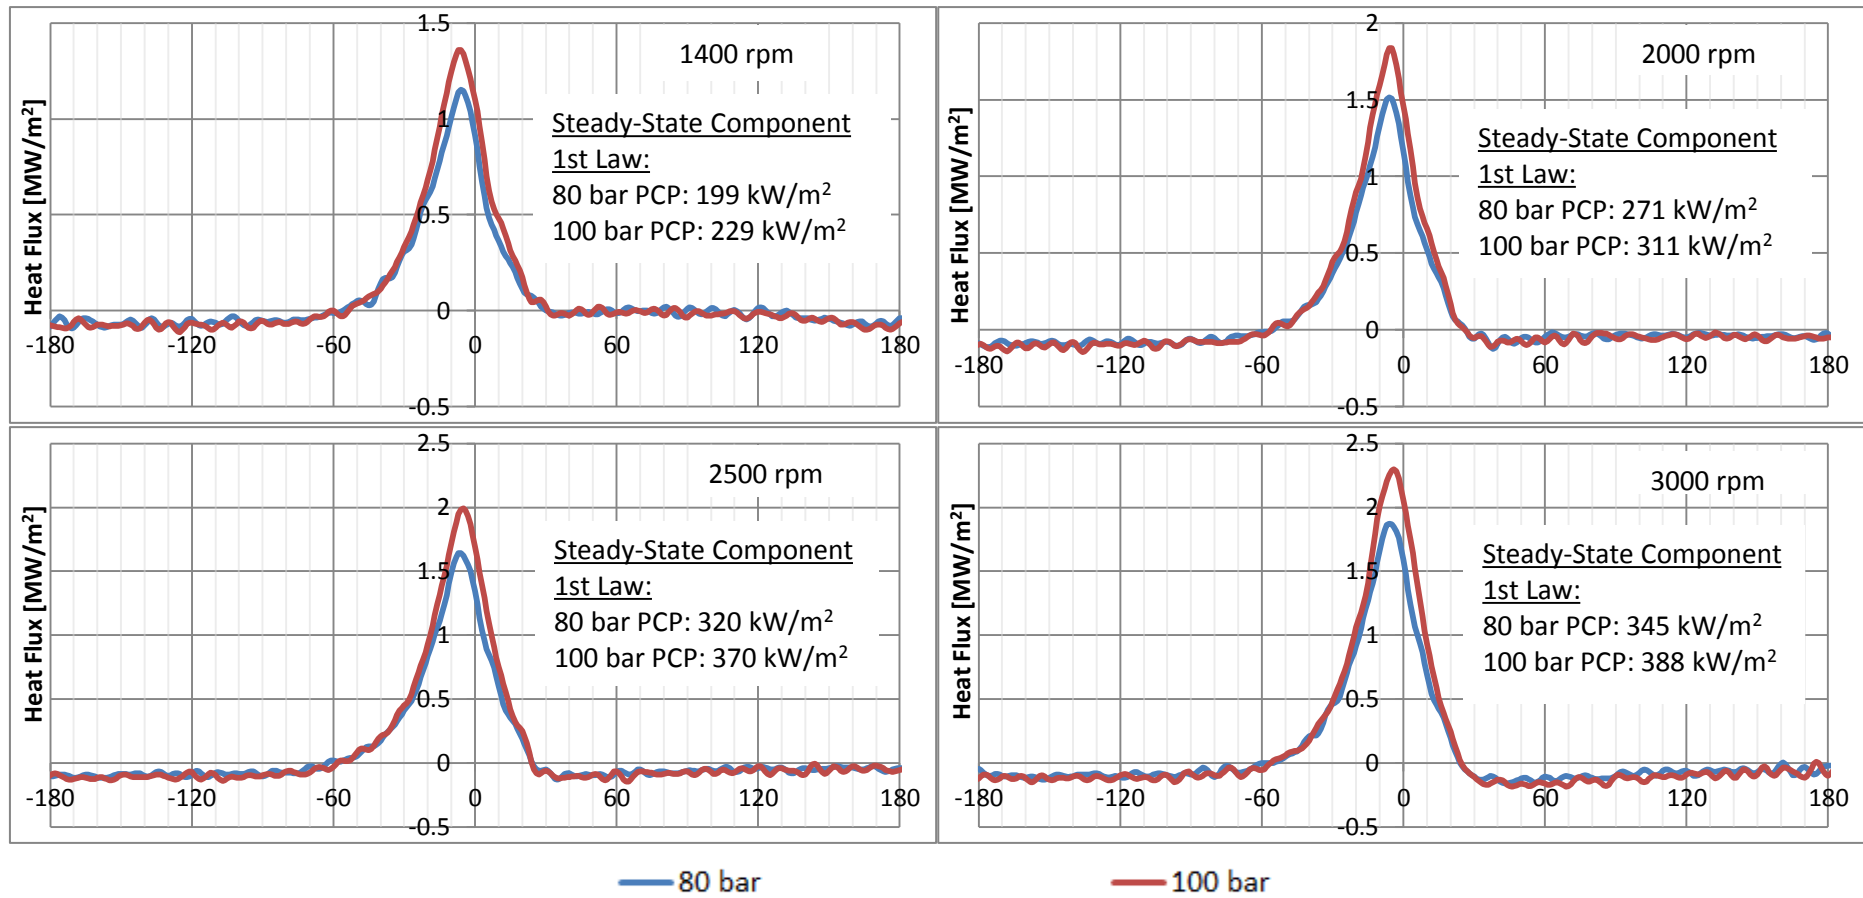 1.5
1400 rpm
Heat Flux [MW/m²]
1
Steady-State Component
1st Law:
80 bar PCP: 199 kW/m²
100 bar PCP: 229 kW/m²
0.5
0
-180 -120 -60 0 60 120 180
-0.5
2
2000 rpm
Heat Flux [MW/m²]
1.5
Steady-State Component
1st Law:
80 bar PCP: 271 kW/m²
100 bar PCP: 311 kW/m²
1
0.5
0
-180 -120 -60 0 60 120 180
-0.5
2.5
2500 rpm
Heat Flux [MW/m²]
2
Steady-State Component
1st Law:
80 bar PCP: 320 kW/m²
100 bar PCP: 370 kW/m²
1.5
1
0.5
0
-180 -120 -60 0 60 120 180
-0.5
2.5
3000 rpm
Heat Flux [MW/m²]
2
Steady-State Component
1st Law:
80 bar PCP: 345 kW/m²
100 bar PCP: 388 kW/m²
1.5
1
0.5
0
-180 -120 -60 0 60 120 180
-0.5
80 bar
100 bar